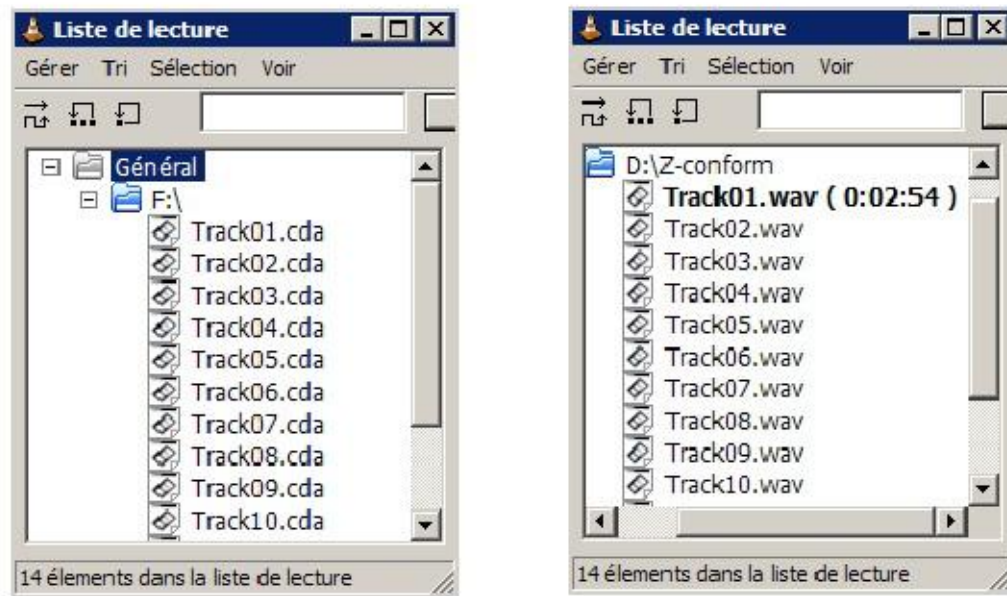 Liste de lecture
Gérer Tri Sélection Voir
Général
F:\
Track01.cda
Track02.cda
Track03.cda
Track04.cda
Track05.cda
Track06.cda
Track07.cda
Track08.cda
Track09.cda
Track10.cda
14 élements dans la liste de lecture
Liste de lecture
Gérer Tri Sélection Voir
D:\Z-conform
Track01.wav ( 0:02:54 )
Track02.wav
Track03.wav
Track04.wav
Track05.wav
Track06.wav
Track07.wav
Track08.wav
Track09.wav
Track10.wav
14 élements dans la liste de lecture